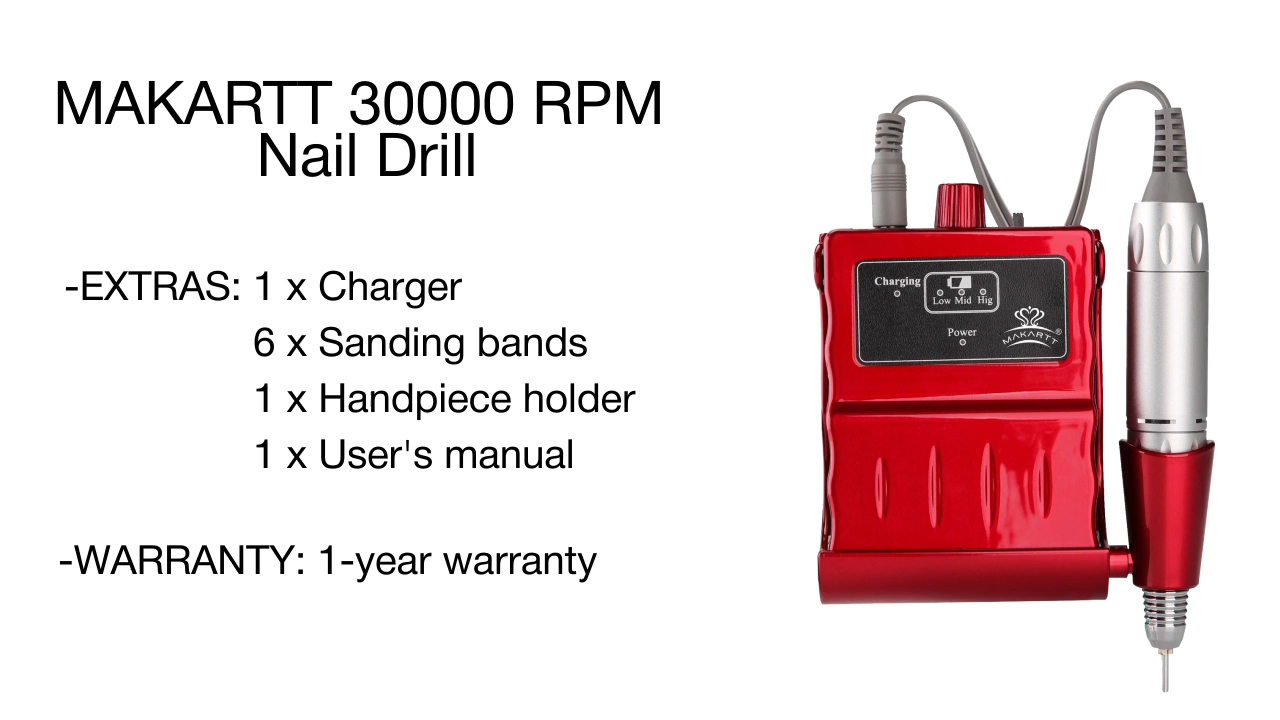 MAKARTT 30000 RPM
Nail Drill
-EXTRAS: 1 x Charger
6 x Sanding bands
1 x Handpiece holder
1 x User's manual
-WARRANTY: 1-year warranty
Charging
Low Mid Hig
Power
MAKARTT®